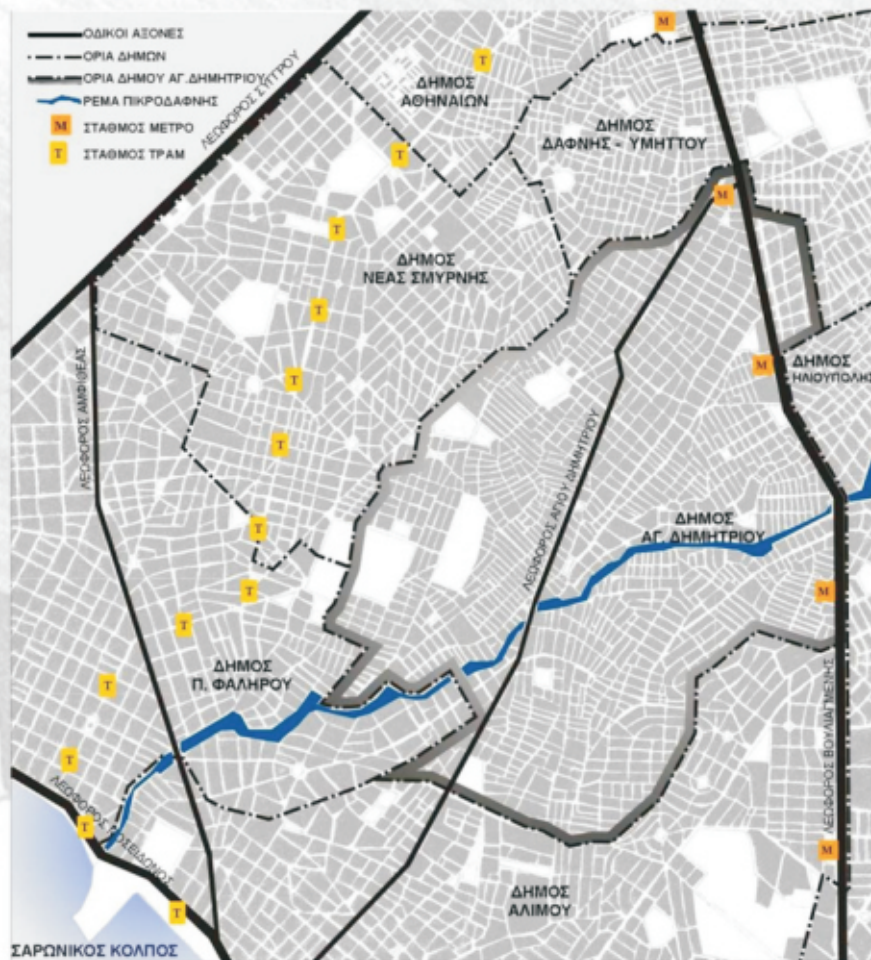 ΟΔΙΚΟΙ ΑΞΟΝΕΣ
ΟΡΙΑ ΔΗΜΩΝ
ΟΡΙΑ ΔΗΜΟΥ ΑΓ.ΔΗΜΗΤΡΙΟΥ
ΡΕΜΑ ΠΙΚΡΟΔΑΦΝΗΣ
Μ ΣΤΑΘΜΟΣ ΜΕΤΡΟ
Τ ΣΤΑΘΜΟΣ ΤΡΑΜ
ΛΕΩΦΟΡΟΣ ΣΥΓΓΡΟΥ
Μ
Τ
ΔΗΜΟΣ
ΑΘΗΝΑΙΩΝ
ΔΗΜΟΣ
ΔΑΦΝΗΣ - ΥΜΗΤΤΟΥ
Τ
Μ
Τ
ΔΗΜΟΣ
ΝΕΑΣ ΣΜΥΡΝΗΣ
Τ
ΛΕΩΦΟΡΟΣ ΑΜΦΙΘΕΑΣ
Τ
Μ
ΔΗΜΟΣ
ΗΛΙΟΥΠΟΛΗΣ
Τ
ΛΕΩΦΟΡΟΣ ΑΓΙΟΥ ΔΗΜΗΤΡΙΟΥ
Τ
ΔΗΜΟΣ
ΑΓ. ΔΗΜΗΤΡΙΟΥ
Τ
Μ
Τ
ΔΗΜΟΣ
Π. ΦΑΛΗΡΟΥ
Τ
Τ
ΛΕΩΦΟΡΟΣ ΒΟΥΛΙΑΓΜΕΝΗΣ
ΛΕΩΦΟΡΟΣ ΠΟΣΕΙΔΩΝΟΣ
Τ
Μ
Τ
ΔΗΜΟΣ
ΑΛΙΜΟΥ
ΣΑΡΩΝΙΚΟΣ ΚΟΛΠΟΣ